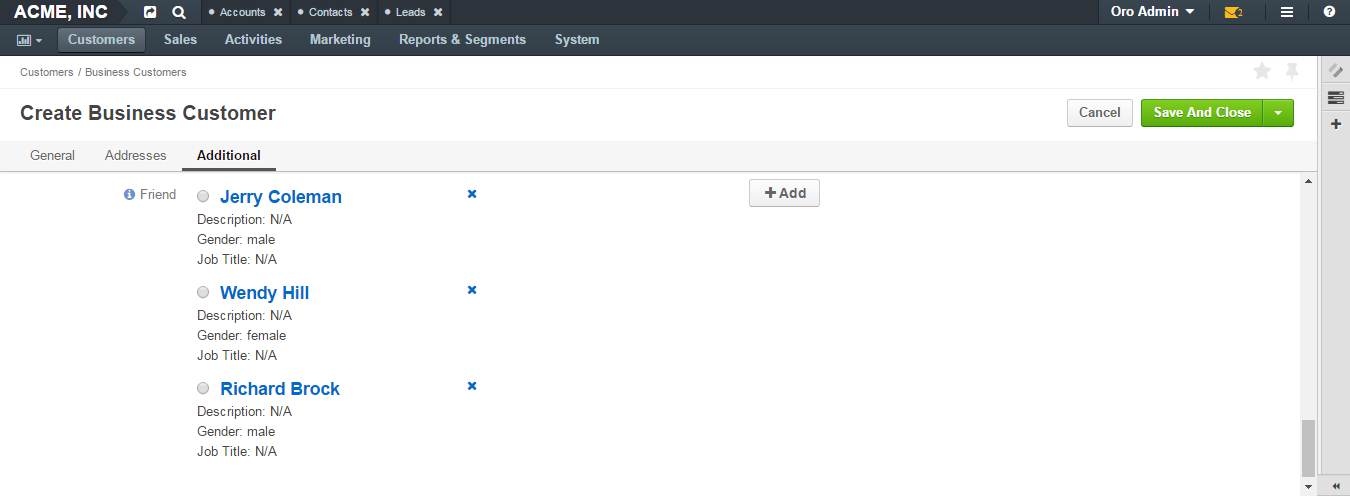 ACME, INC Accounts Contacts Leads Oro Admin 2
Customers Sales Activities Marketing Reports & Segments System
Customers / Business Customers
Create Business Customer Cancel Save And Close
General Addresses Additional
Friend Jerry Coleman + Add
Description: N/A
Gender: male
Job Title: N/A
Wendy Hill
Description: N/A
Gender: female
Job Title: N/A
Richard Brock
Description: N/A
Gender: male
Job Title: N/A